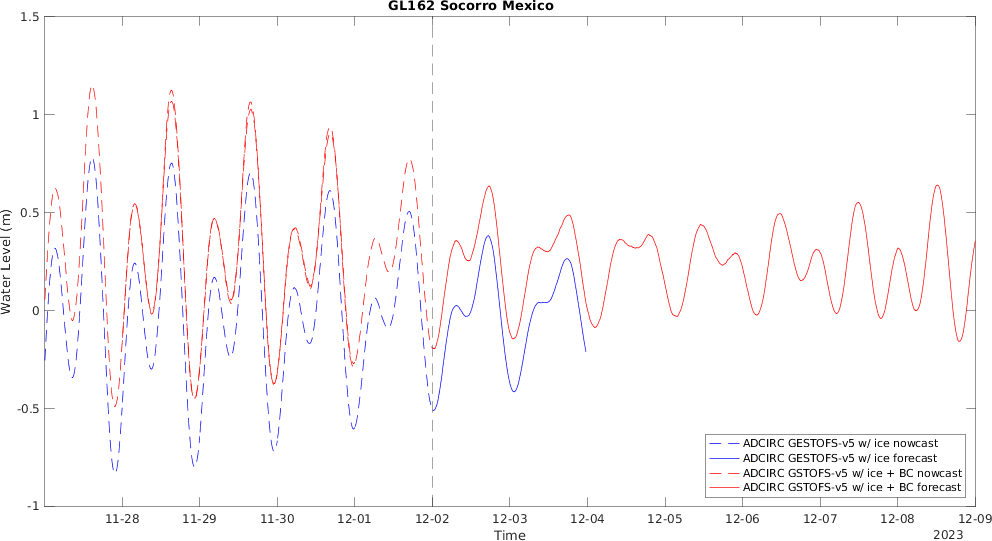 GL162 Socorro Mexico
1.5
1
0.5
0
-0.5
-1
Water Level (m)
11-28
11-29
11-30
12-01
12-02
12-03
12-04
12-05
12-06
12-07
12-08
12-09
Time
2023
ADCIRC GESTOFS-v5 w/ ice nowcast
ADCIRC GESTOFS-v5 w/ ice forecast
ADCIRC GSTOFS-v5 w/ ice + BC nowcast
ADCIRC GSTOFS-v5 w/ ice + BC forecast